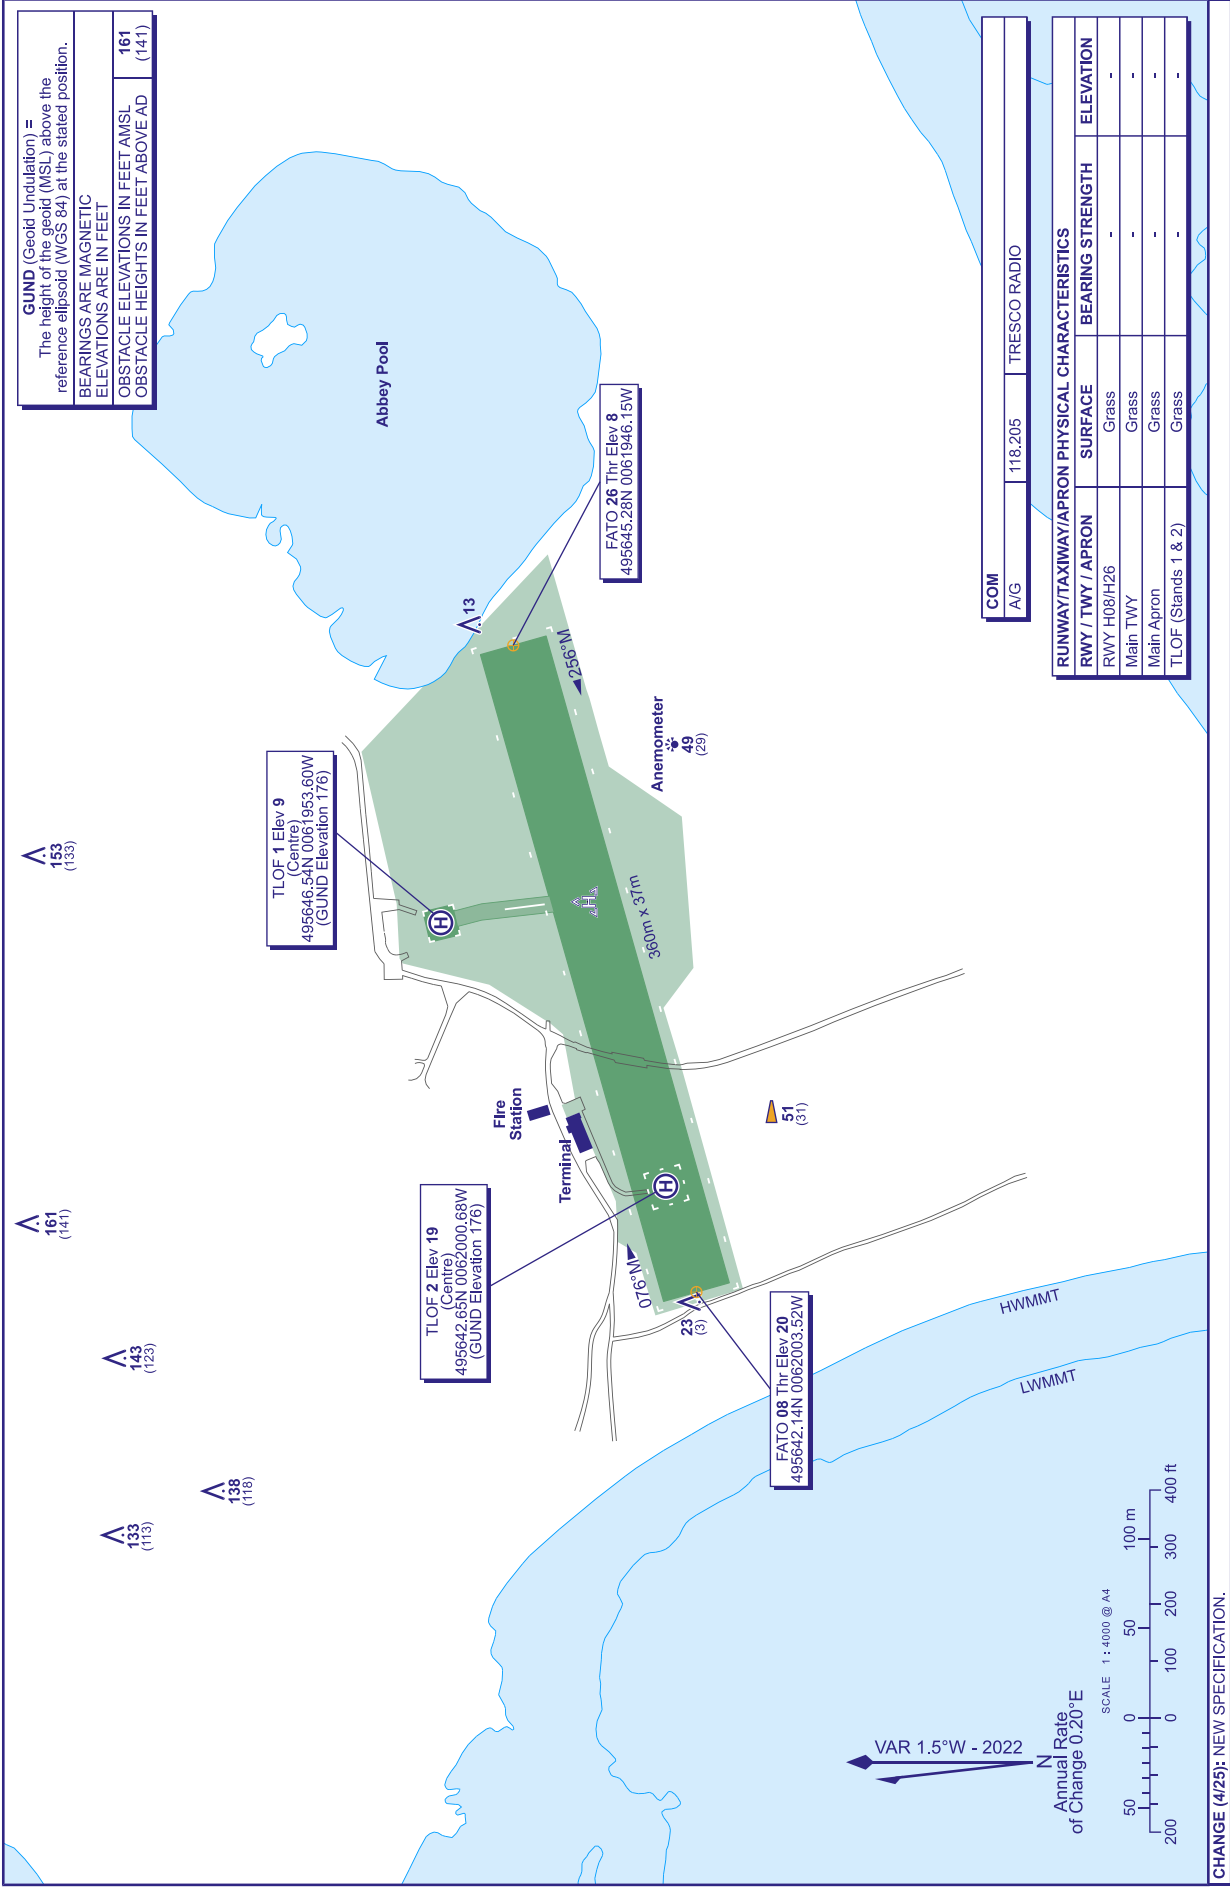 GUND (Geoid Undulation) =
The height of the geoid (MSL) above the
reference elipsoid (WGS 84) at the stated position.
BEARINGS ARE MAGNETIC
ELEVATIONS ARE IN FEET
OBSTACLE ELEVATIONS IN FEET AMSL
OBSTACLE HEIGHTS IN FEET ABOVE AD
161
(141)
133
(113)
138
(118)
143
(123)
161
(141)
153
(133)
Abbey Pool
TLOF 1 Elev 9
(Centre)
495646.54N 0061953.60W
(GUND Elevation 176)
TLOF 2 Elev 19
(Centre)
495642.65N 0062000.68W
(GUND Elevation 176)
FATO 26 Thr Elev 8
495645.28N 0061946.15W
FATO 08 Thr Elev 20
495642.14N 0062003.52W
13
H
H
H
FIre
Station
Terminal
076°M
256°M
360m x 37m
Anemometer
49
(29)
23
(3)
51
(31)
HWMMT
LWMMT
VAR 1.5°W - 2022
N
Annual Rate
of Change 0.20°E
SCALE 1 : 4000 @ A4
50 0 50 100 m
200 0 100 200 300 400 ft
COM
A/G 118.205 TRESCO RADIO
RUNWAY/TAXIWAY/APRON PHYSICAL CHARACTERISTICS
RWY / TWY / APRON SURFACE BEARING STRENGTH ELEVATION
RWY H08/H26 Grass - -
Main TWY Grass - -
Main Apron Grass - -
TLOF (Stands 1 & 2) Grass - -
CHANGE (4/25): NEW SPECIFICATION.